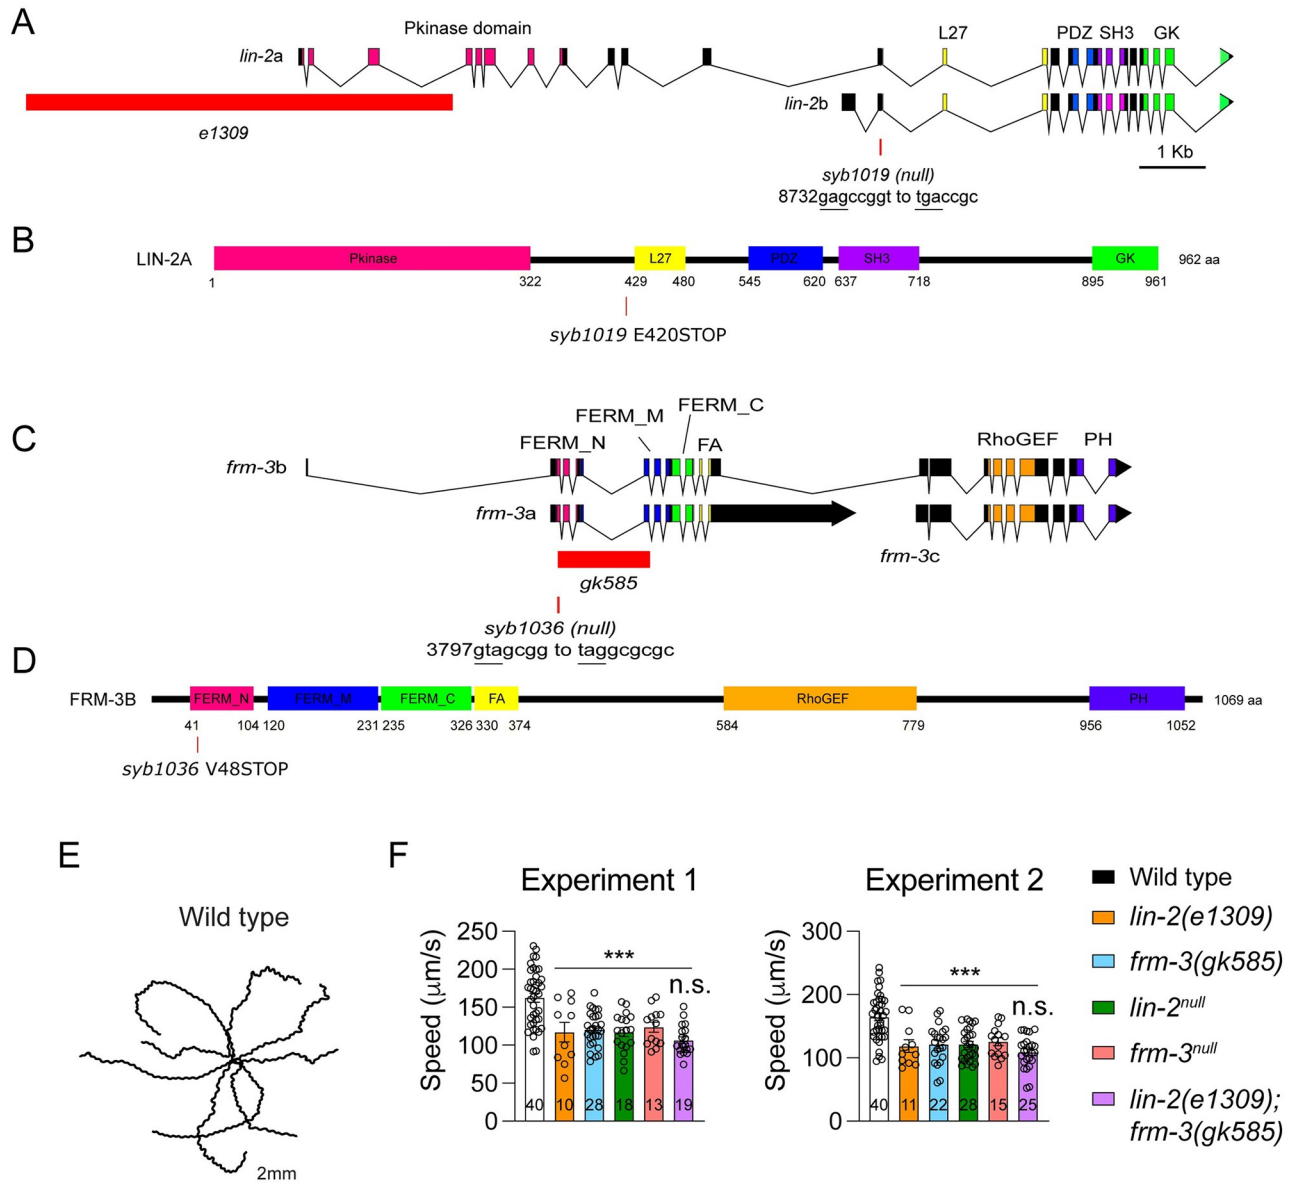 A
Pkinase domain
L27
PDZ SH3 GK
lin-2a
lin-2b
e1309
1 Kb
syb1019 (null)
8732gagccggt to tgaccgc
B
LIN-2A
Pkinase
L27
PDZ
SH3
GK
962 aa
1
322
429
480
545
620
637
718
895
961
syb1019 E420STOP
C
FERM_C
FERM_M
FERM_N
FA
RhoGEF
PH
frm-3b
frm-3a
frm-3c
gk585
syb1036 (null)
3797gtagcgg to taggcgcgc
D
FRM-3B
FERM_N
FERM_M
FERM_C
FA
RhoGEF
PH
1069 aa
41
104
120
231
235
326
330
374
584
779
956
1052
syb1036 V48STOP
E
Wild type
2mm
F
Experiment 1
Speed (μm/s)
250
200
150
100
50
0
***
n.s.
40
10
28
18
13
19
Experiment 2
Speed (μm/s)
300
200
100
0
***
n.s.
40
11
22
28
15
25
Wild type
lin-2(e1309)
frm-3(gk585)
lin-2null
frm-3null
lin-2(e1309);
frm-3(gk585)